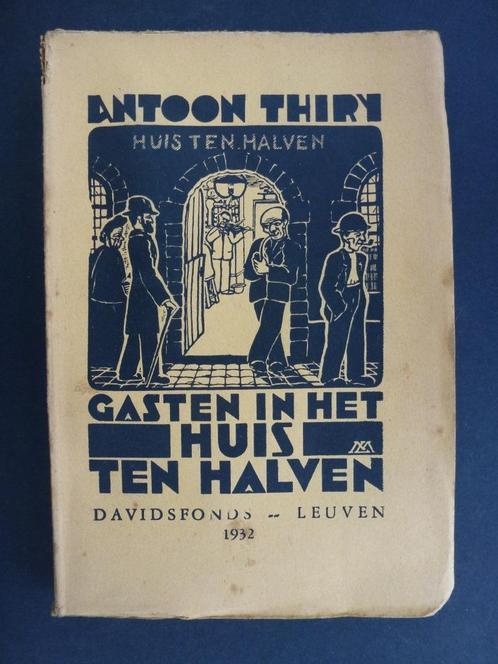 ANTOON THIRY
HUIS TEN HALVEN
GASTEN IN HET
HUIS
TEN HALVEN
DAVIDSFONDS -- LEUVEN
1932